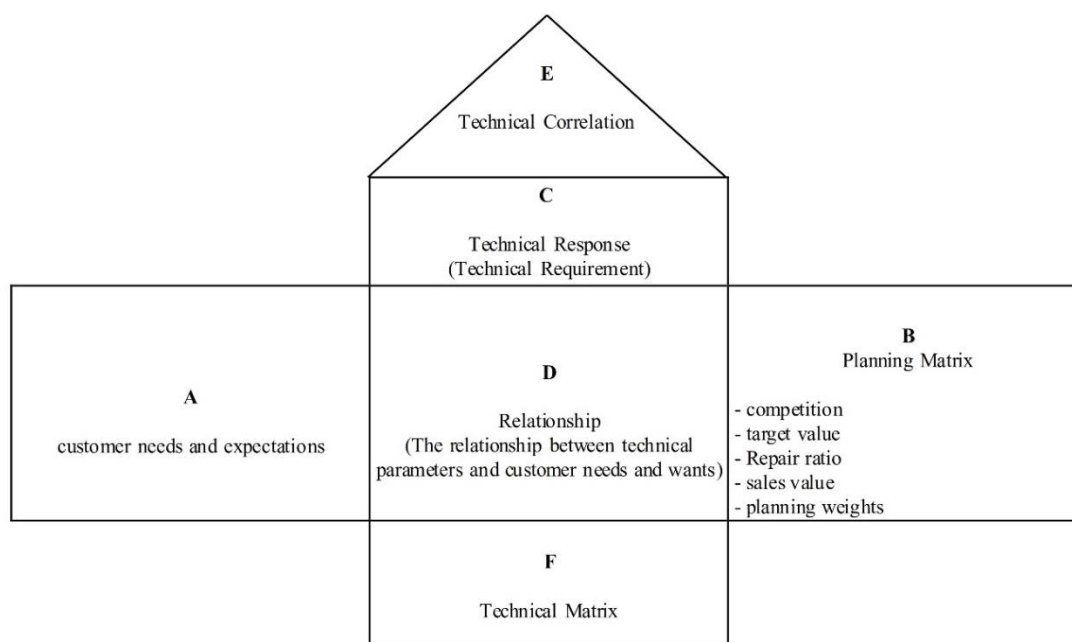 E
Technical Correlation
C
Technical Response
(Technical Requirement)
A
customer needs and expectations
D
Relationship
(The relationship between technical
parameters and customer needs and wants)
B
Planning Matrix
- competition
- target value
- Repair ratio
- sales value
- planning weights
F
Technical Matrix